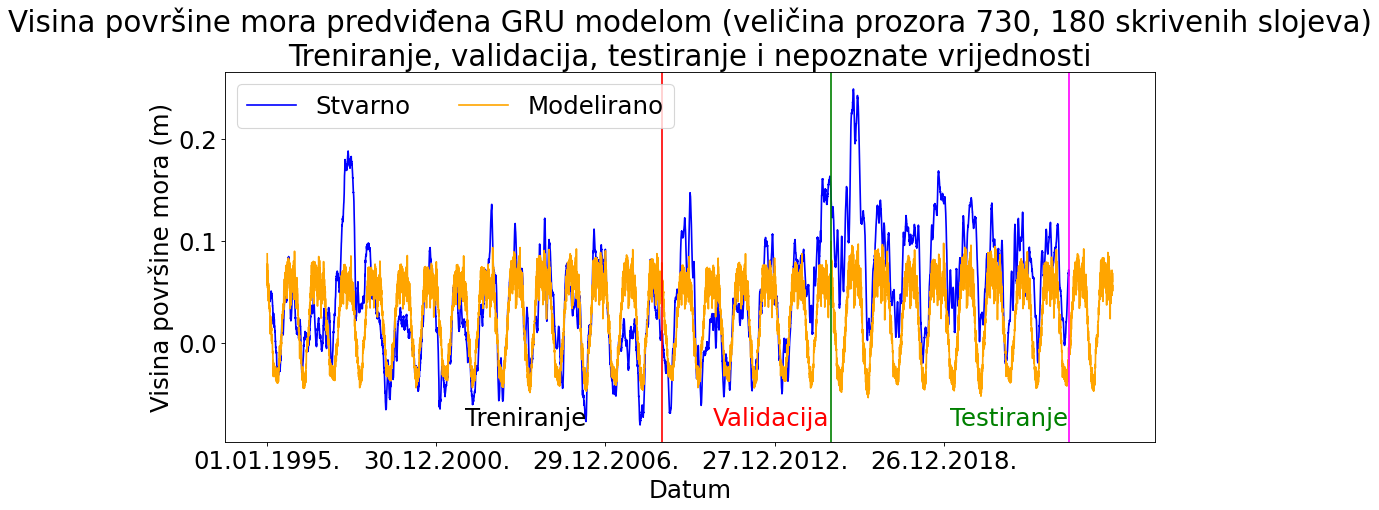 Visina površine mora predviđena GRU modelom (veličina prozora 730, 180 skrivenih slojeva)
Treniranje, validacija, testiranje i nepoznate vrijednosti
Stvarno Modelirano
Visina površine mora (m)
0.2
0.1
0.0
Treniranje Validacija Testiranje
01.01.1995. 30.12.2000. 29.12.2006. 27.12.2012. 26.12.2018.
Datum